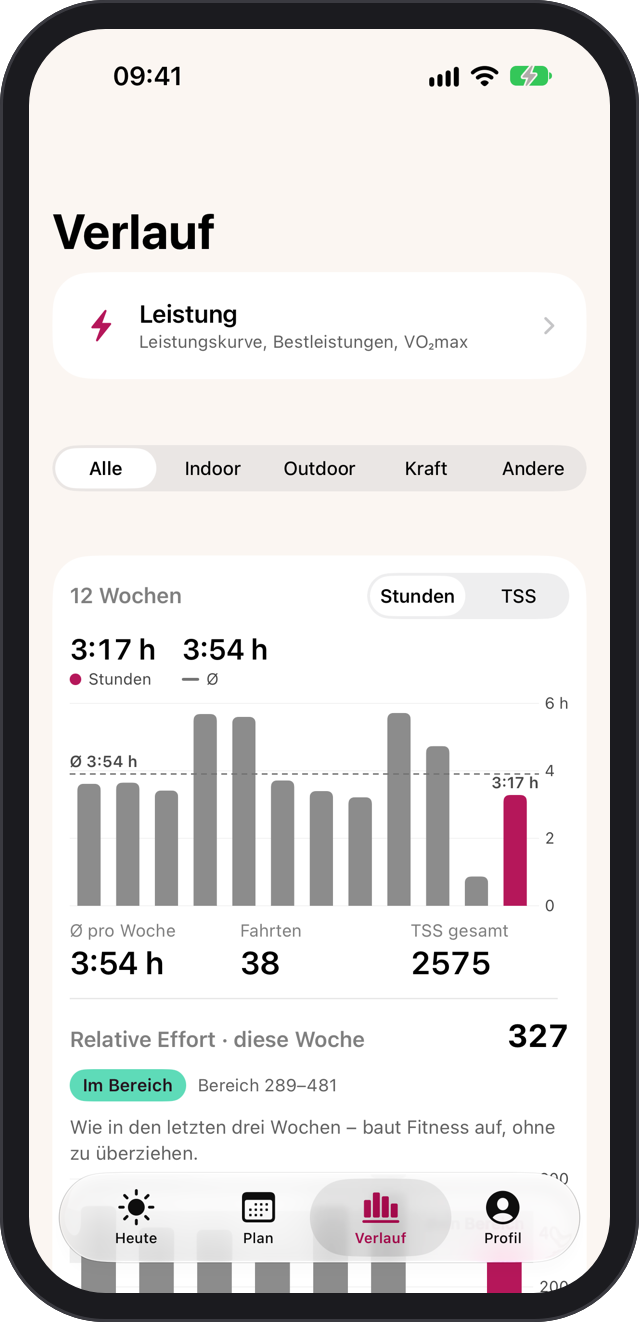 09:41
Verlauf
Leistung
Leistungskurve, Bestleistungen, VO₂max
Alle Indoor Outdoor Kraft Andere
12 Wochen
Stunden TSS
3:17 h 3:54 h
Stunden Ø
6 h
Ø 3:54 h
4
3:17 h
2
0
Ø pro Woche Fahrten TSS gesamt
3:54 h 38 2575
Relative Effort · diese Woche 327
Im Bereich Bereich 289–481
Wie in den letzten drei Wochen – baut Fitness auf, ohne
zu überziehen.
Heute Plan Verlauf Profil
200